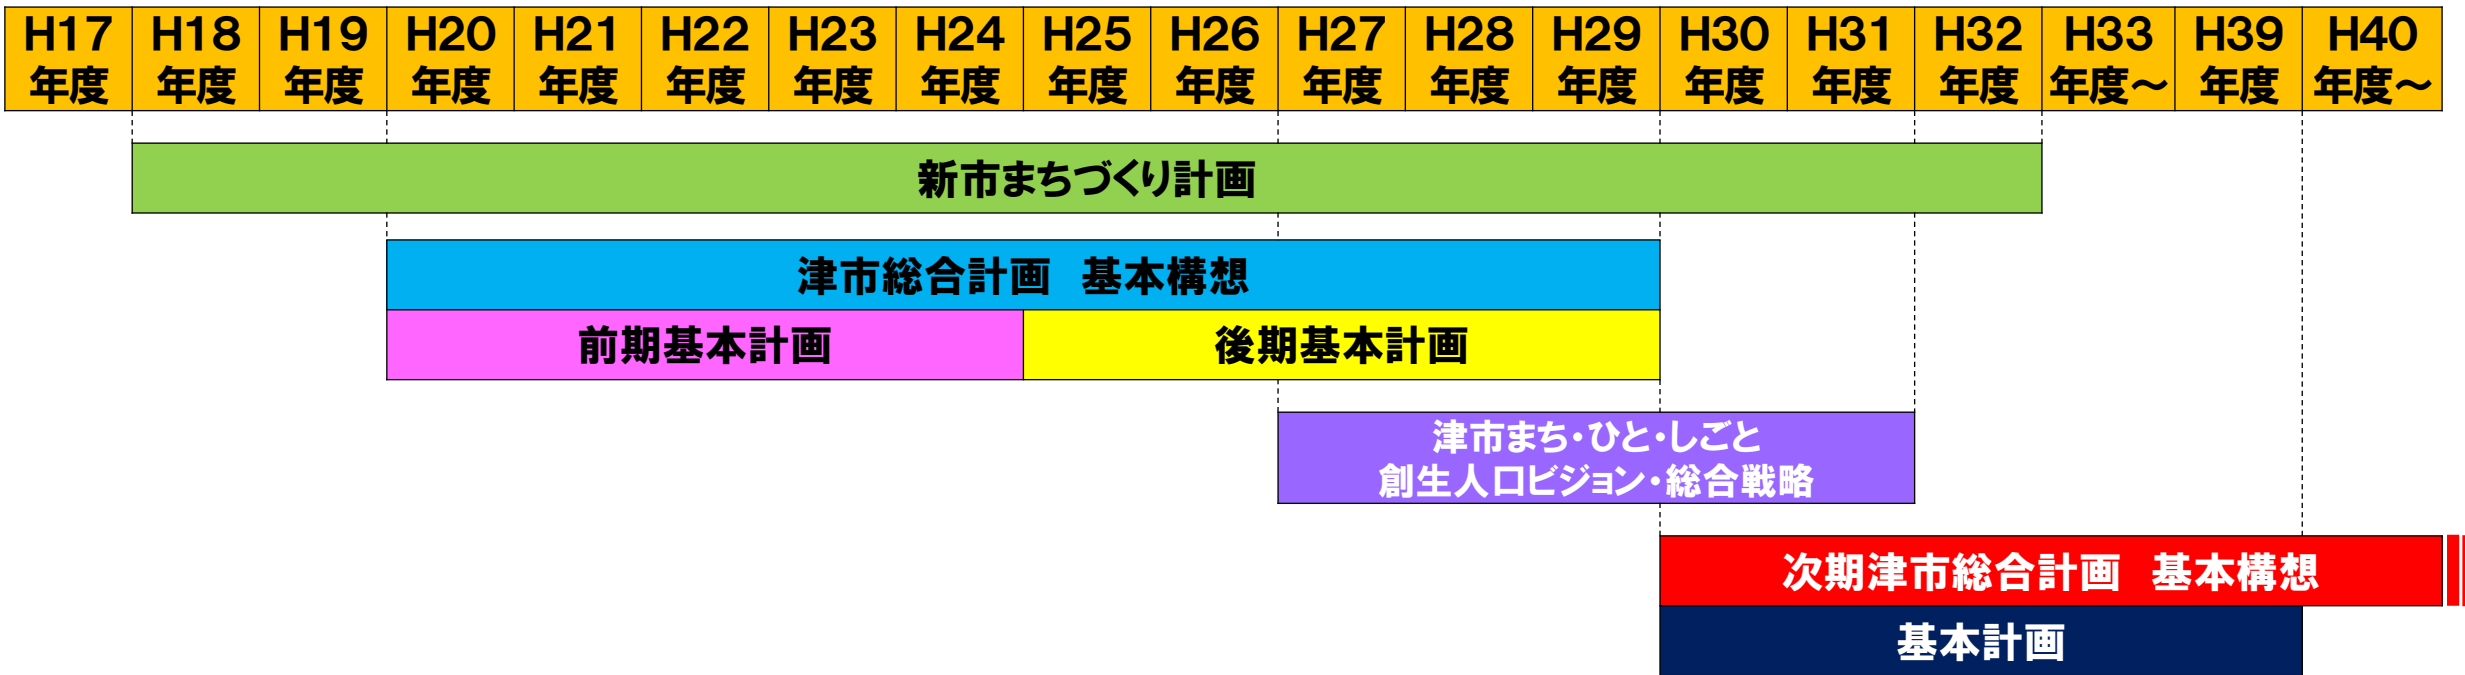 H17 H18 H19 H20 H21 H22 H23 H24 H25 H26 H27 H28 H29 H30 H31 H32 H33 H39 H40
年度 年度 年度 年度 年度 年度 年度 年度 年度 年度 年度 年度 年度 年度 年度 年度 年度～ 年度 年度～
新市まちづくり計画
津市総合計画　基本構想
前期基本計画 後期基本計画
津市まち・ひと・しごと
創生人口ビジョン・総合戦略
次期津市総合計画　基本構想
基本計画